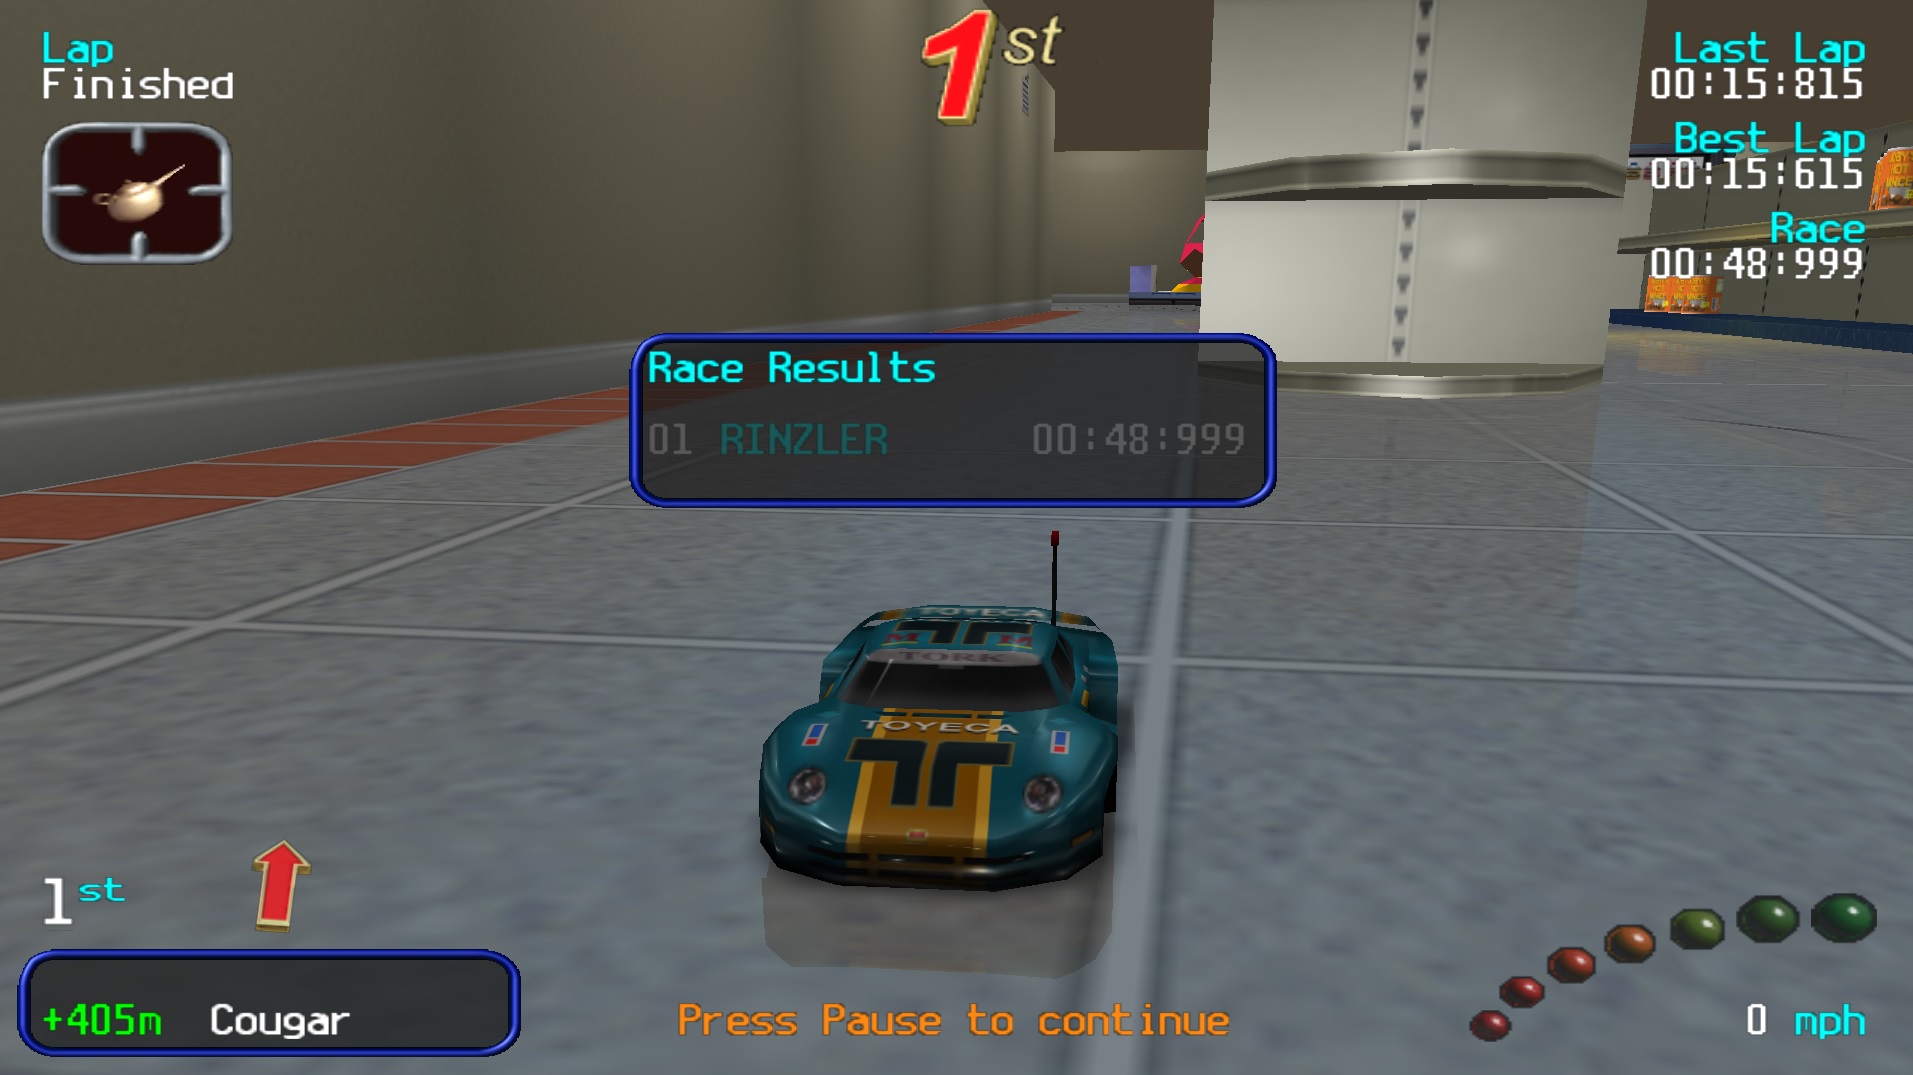 Lap
Finished
1st
Last Lap
00:15:815
Best Lap
00:15:615
Race
00:48:999
Race Results
01 RINZLER 00:48:999
TOYECA
M M
TORK
TOYECA
1st
+405m Cougar
Press Pause to continue
0 mph